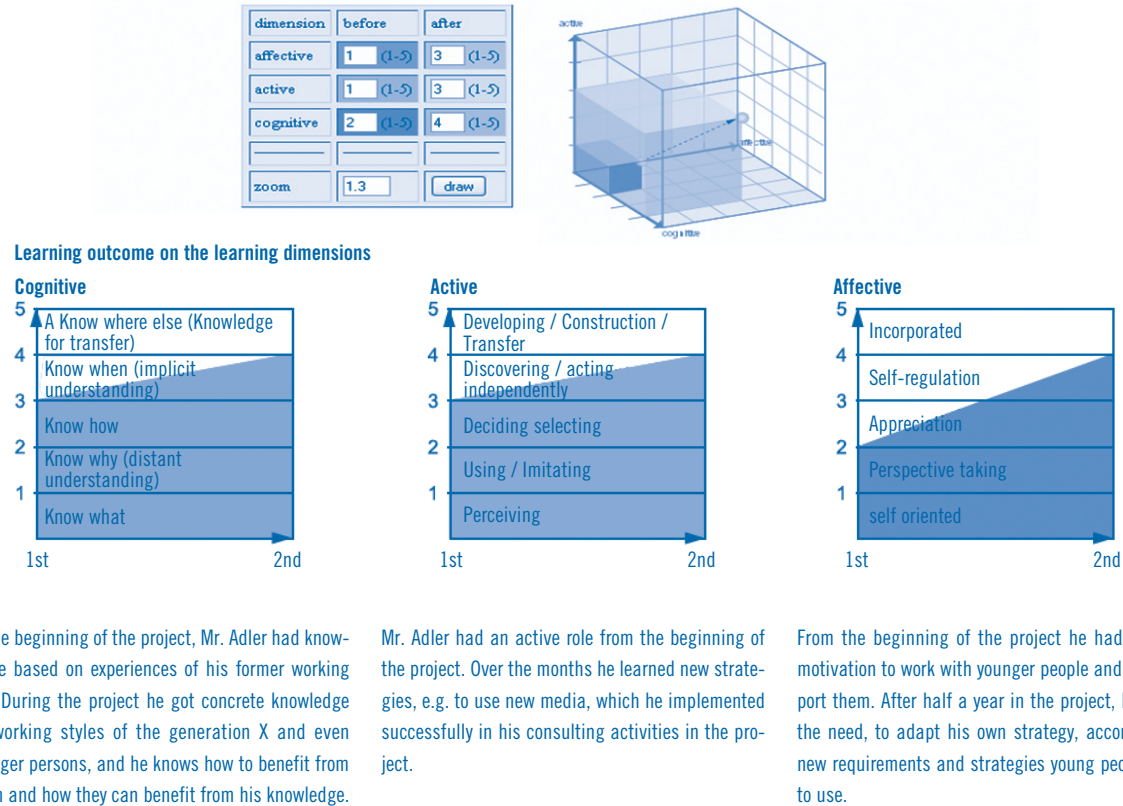 dimension before after
affective 1 (1-5) 3 (1-5)
active 1 (1-5) 3 (1-5)
cognitive 2 (1-5) 4 (1-5)
zoom 1.3 draw
active
affective
cognitive
Learning outcome on the learning dimensions
Cognitive
5
A Know where else (Knowledge
for transfer)
4
Know when (implicit
understanding)
3
Know how
2
Know why (distant
understanding)
1
Know what
1st 2nd
Active
5
Developing / Construction /
Transfer
4
Discovering / acting
independently
3
Deciding selecting
2
Using / Imitating
1
Perceiving
1st 2nd
Affective
5
Incorporated
4
Self-regulation
3
Appreciation
2
Perspective taking
1
self oriented
1st 2nd
e beginning of the project, Mr. Adler had know-
e based on experiences of his former working
During the project he got concrete knowledge
working styles of the generation X and even
ger persons, and he knows how to benefit from
n and how they can benefit from his knowledge.
Mr. Adler had an active role from the beginning of
the project. Over the months he learned new strate-
gies, e.g. to use new media, which he implemented
successfully in his consulting activities in the pro-
ject.
From the beginning of the project he had
motivation to work with younger people and
port them. After half a year in the project,
the need, to adapt his own strategy, accor
new requirements and strategies young peo
to use.